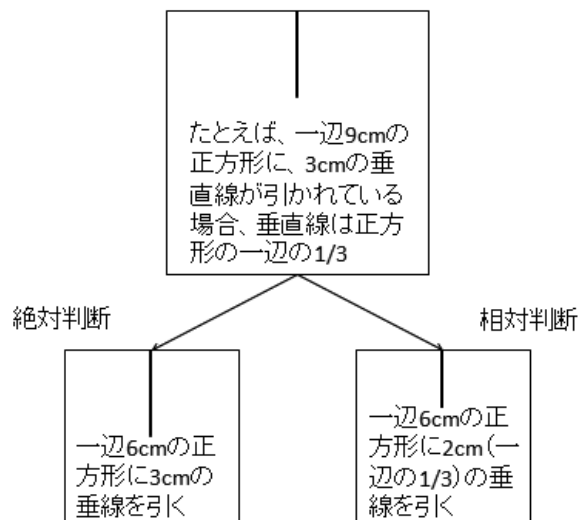 たとえば、一辺9cmの
正方形に、3cmの垂
直線が引かれている
場合、垂直線は正方
形の一辺の1/3
絶対判断
相対判断
一辺6cmの正
方形に3cmの
垂線を引く
一辺6cmの正
方形に2cm(一
辺の1/3)の垂
線を引く